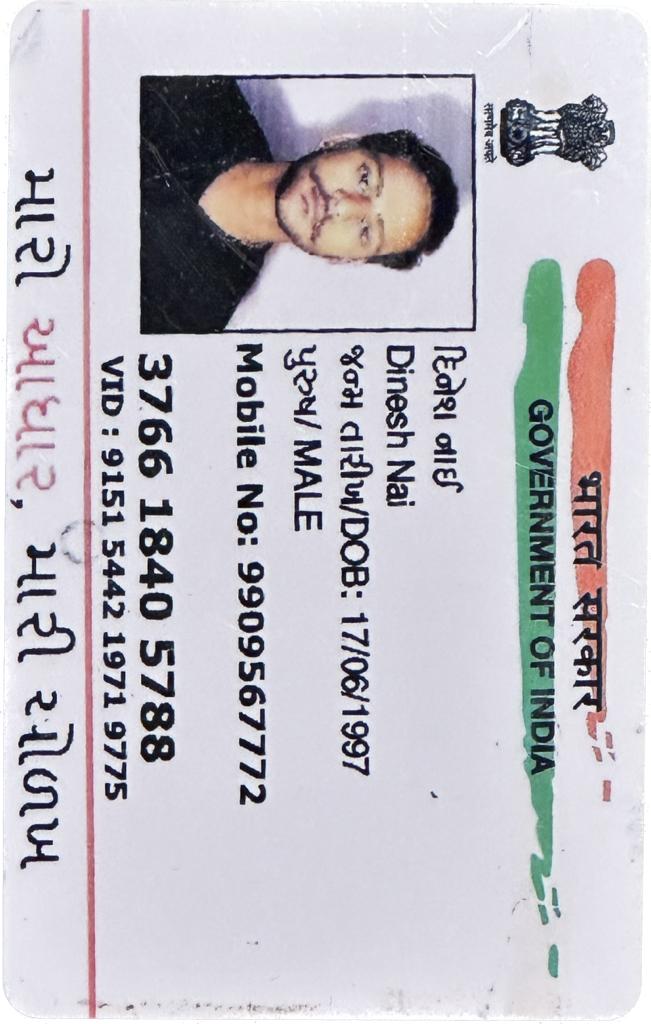 सत्यमेव जयते
भारत सरकार
GOVERNMENT OF INDIA
દિનેશ નાઈ
Dinesh Nai
જન્મ તારીખ/DOB: 17/06/1997
પુરુષ/ MALE
Mobile No: 9909567772
3766 1840 5788
VID : 9151 5442 1971 9775
મારો આધાર, મારી ઓળખ